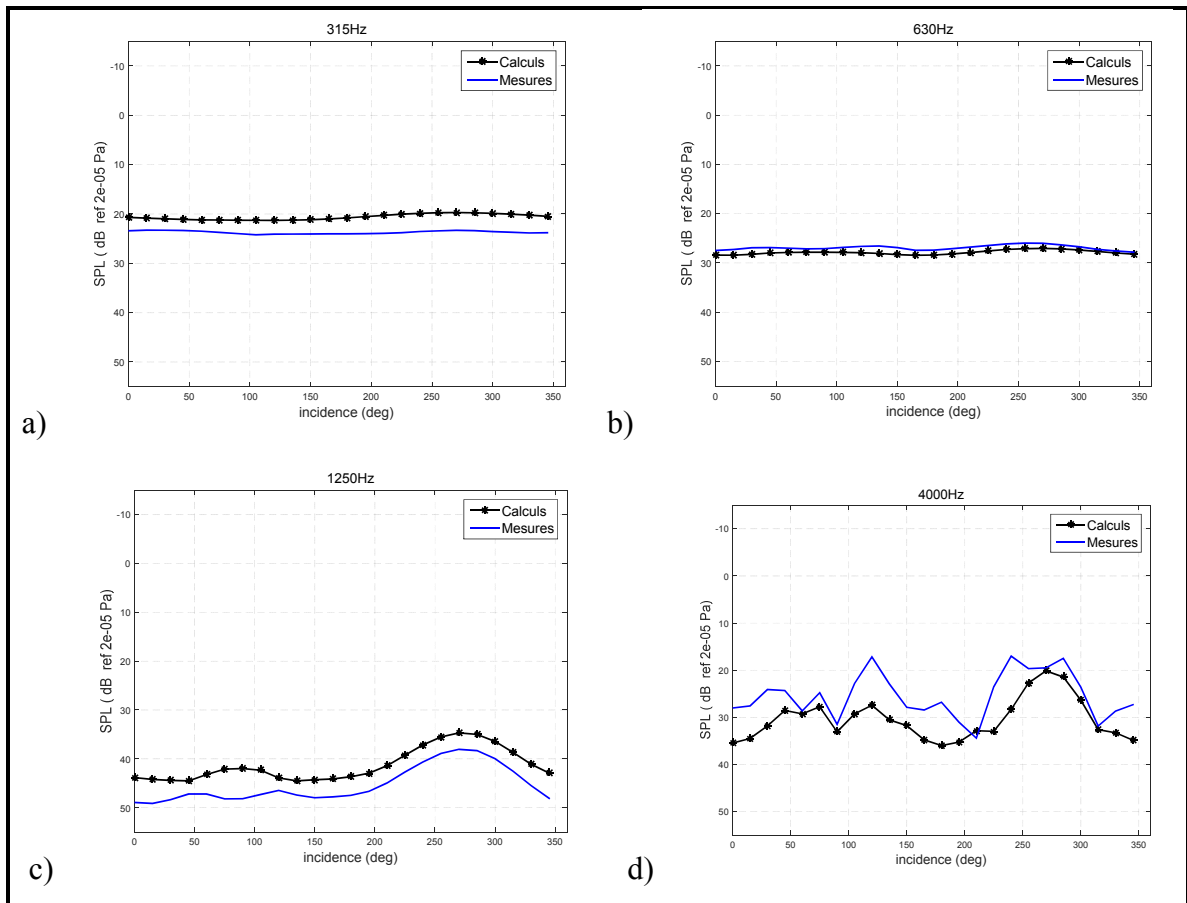 315Hz
Calculs
Mesures
-10
0
10
20
30
40
50
SPL ( dB  ref 2e-05 Pa)
0 50 100 150 200 250 300 350
incidence (deg)
a)
630Hz
Calculs
Mesures
-10
0
10
20
30
40
50
SPL ( dB  ref 2e-05 Pa)
0 50 100 150 200 250 300 350
incidence (deg)
b)
1250Hz
Calculs
Mesures
-10
0
10
20
30
40
50
SPL ( dB  ref 2e-05 Pa)
0 50 100 150 200 250 300 350
incidence (deg)
c)
4000Hz
Calculs
Mesures
-10
0
10
20
30
40
50
SPL ( dB  ref 2e-05 Pa)
0 50 100 150 200 250 300 350
incidence (deg)
d)